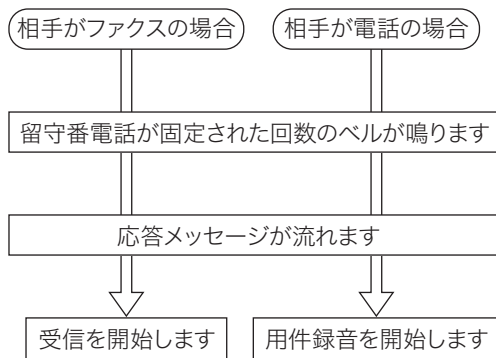 相手がファクスの場合
相手が電話の場合
留守番電話が固定された回数のベルが鳴ります
応答メッセージが流れます
受信を開始します
用件録音を開始します